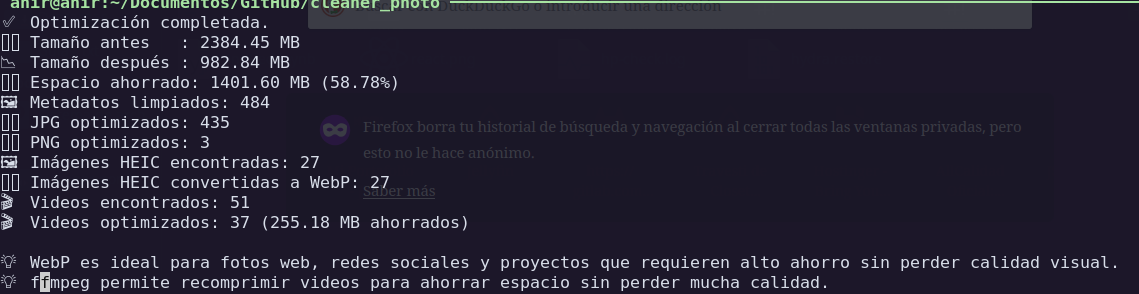 ahir@ahir:~/Documentos/GitHub/cleaner_photo
DuckDuckGo o introducir una dirección
✅ Optimización completada.
Tamaño antes   : 2384.45 MB
📉 Tamaño después : 982.84 MB
Espacio ahorrado: 1401.60 MB (58.78%)
🖼 Metadatos limpiados: 484
JPG optimizados: 435
PNG optimizados: 3
🖼 Imágenes HEIC encontradas: 27
Imágenes HEIC convertidas a WebP: 27
🎬 Videos encontrados: 51
🎬 Videos optimizados: 37 (255.18 MB ahorrados)
💡 WebP es ideal para fotos web, redes sociales y proyectos que requieren alto ahorro sin perder calidad visual.
💡 ffmpeg permite recomprimir videos para ahorrar espacio sin perder mucha calidad.
Firefox borra tu historial de búsqueda y navegación al cerrar todas las ventanas privadas, pero
esto no le hace anónimo.
Saber más